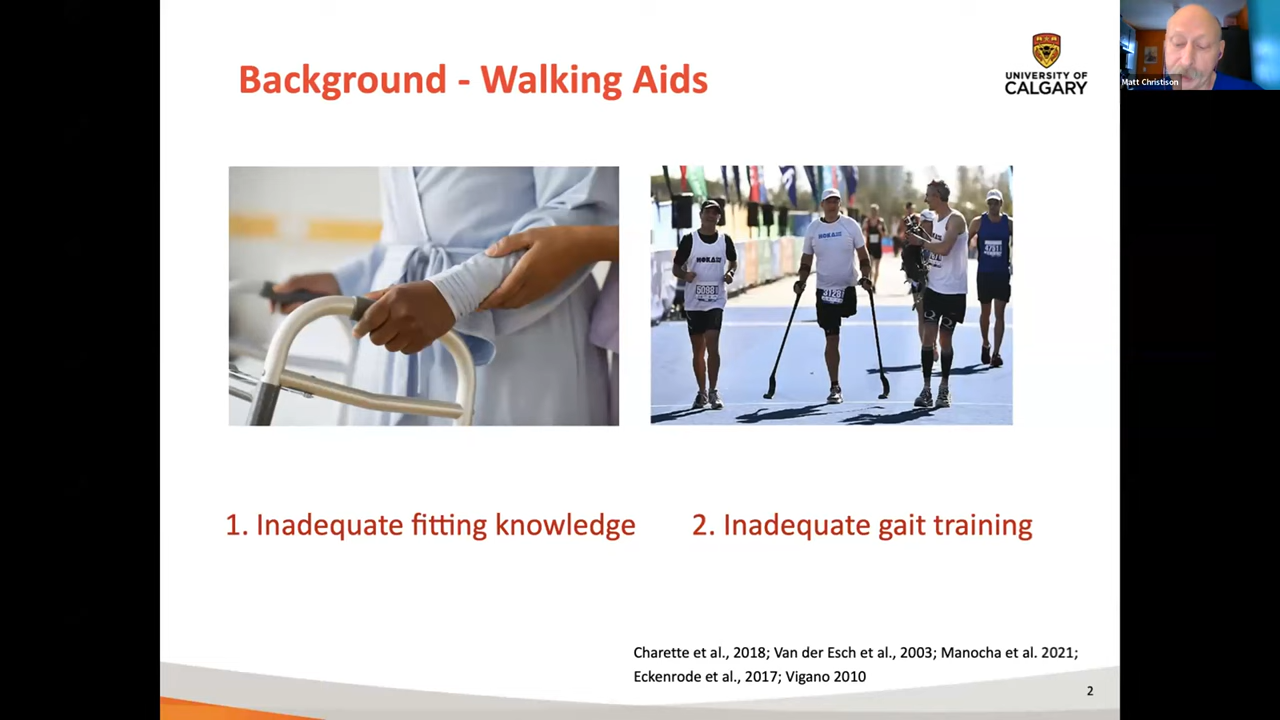 Background - Walking Aids
UNIVERSITY OF
CALGARY
Matt Christison
1. Inadequate fitting knowledge
2. Inadequate gait training
Charette et al., 2018; Van der Esch et al., 2003; Manocha et al. 2021;
Eckenrode et al., 2017; Vigano 2010
2